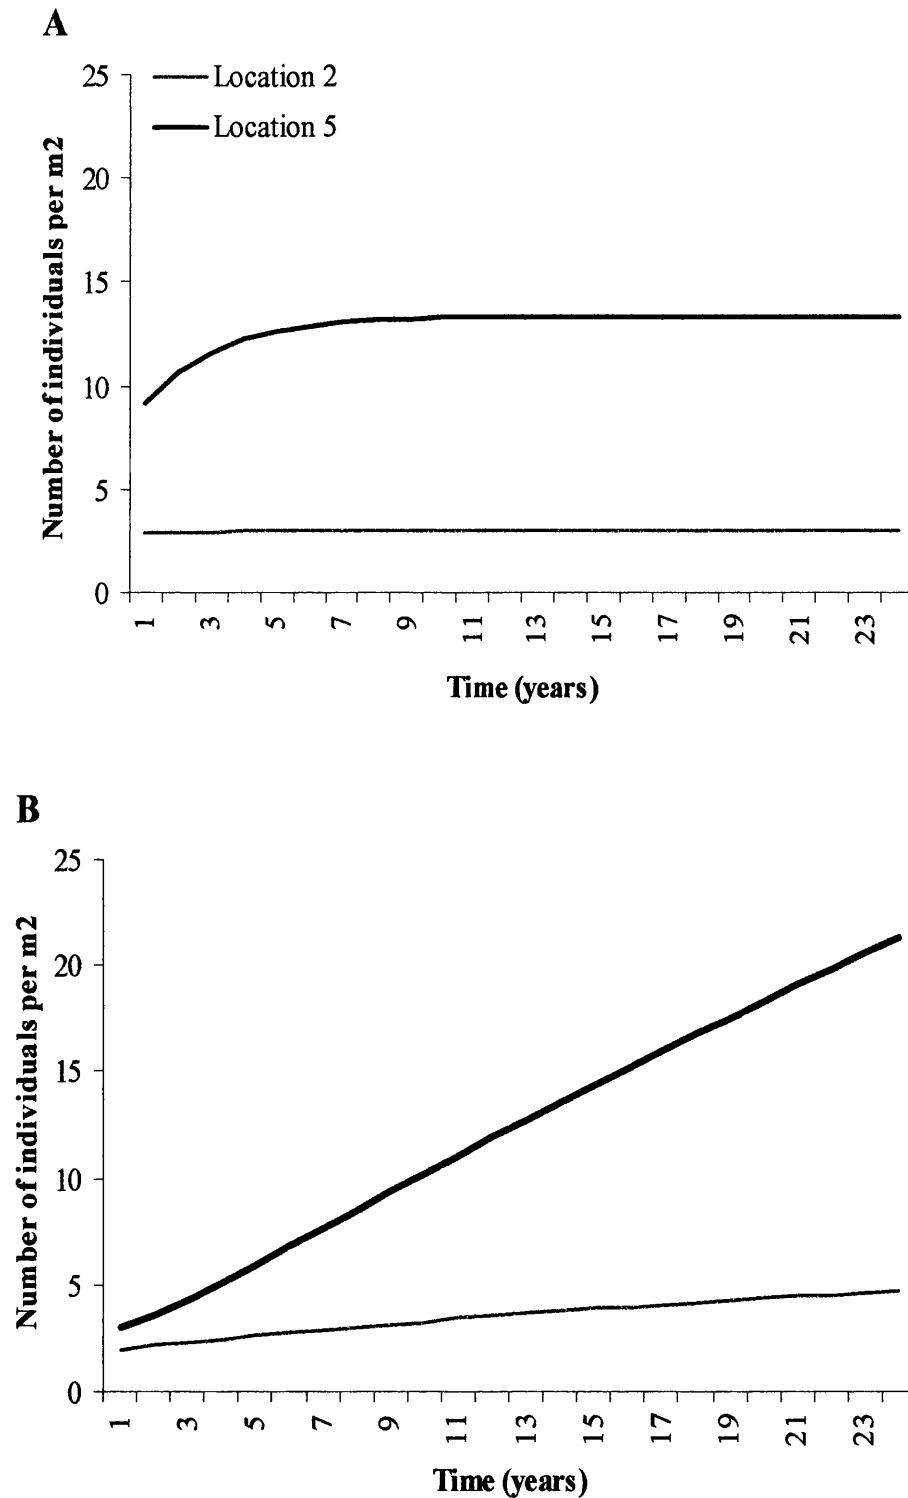 A
Location 2
Location 5
25
20
15
10
5
0
Number of individuals per m2
1 3 5 7 9 11 13 15 17 19 21 23
Time (years)
B
25
20
15
10
5
0
Number of individuals per m2
1 3 5 7 9 11 13 15 17 19 21 23
Time (years)